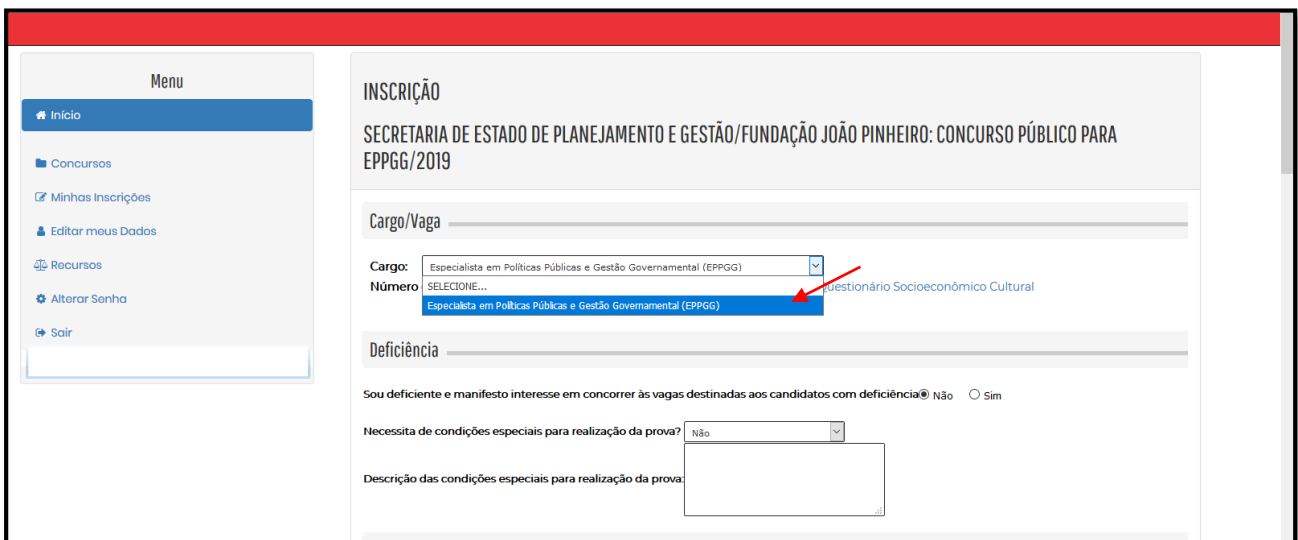 Menu
Início
Concursos
Minhas Inscrições
Editar meus Dados
Recursos
Alterar Senha
Sair
INSCRIÇÃO
SECRETARIA DE ESTADO DE PLANEJAMENTO E GESTÃO/FUNDAÇÃO JOÃO PINHEIRO: CONCURSO PÚBLICO PARA
EPPGG/2019
Cargo/Vaga
Cargo: Especialista em Políticas Públicas e Gestão Governamental (EPPGG)
Número SELECIONE... Socioeconômico Cultural
Especialista em Políticas Públicas e Gestão Governamental (EPPGG)
Deficiência
Sou deficiente e manifesto interesse em concorrer às vagas destinadas aos candidatos com deficiência Não Sim
Necessita de condições especiais para realização da prova? Não
Descrição das condições especiais para realização da prova: